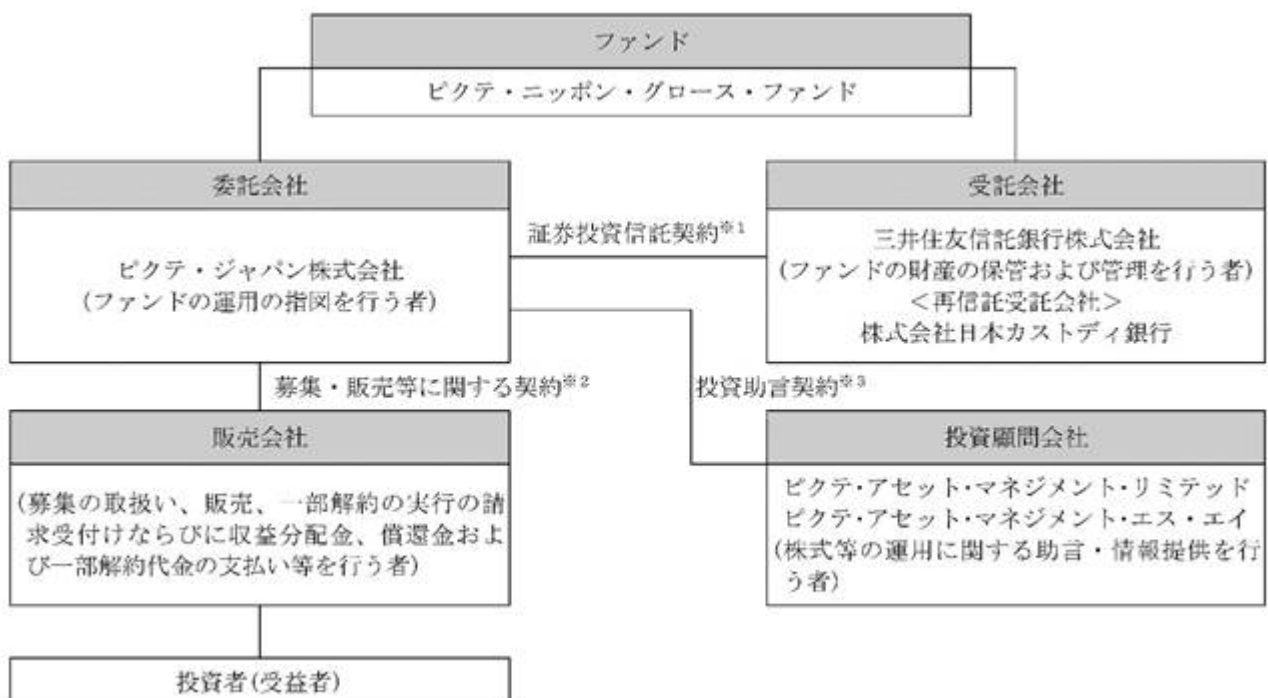 ファンド
ピクテ・ニッポン・グロース・ファンド
委託会社
ピクテ・ジャパン株式会社
(ファンドの運用の指図を行う者)
証券投資信託契約※1
受託会社
三井住友信託銀行株式会社
(ファンドの財産の保管および管理を行う者)
<再信託受託会社>
株式会社日本カストディ銀行
募集・販売等に関する契約※2
投資助言契約※3
販売会社
(募集の取扱い、販売、一部解約の実行の請
求受付けならびに収益分配金、償還金およ
び一部解約代金の支払い等を行う者)
投資顧問会社
ピクテ・アセット・マネジメント・リミテッド
ピクテ・アセット・マネジメント・エス・エイ
(株式等の運用に関する助言・情報提供を行
う者)
投資者(受益者)